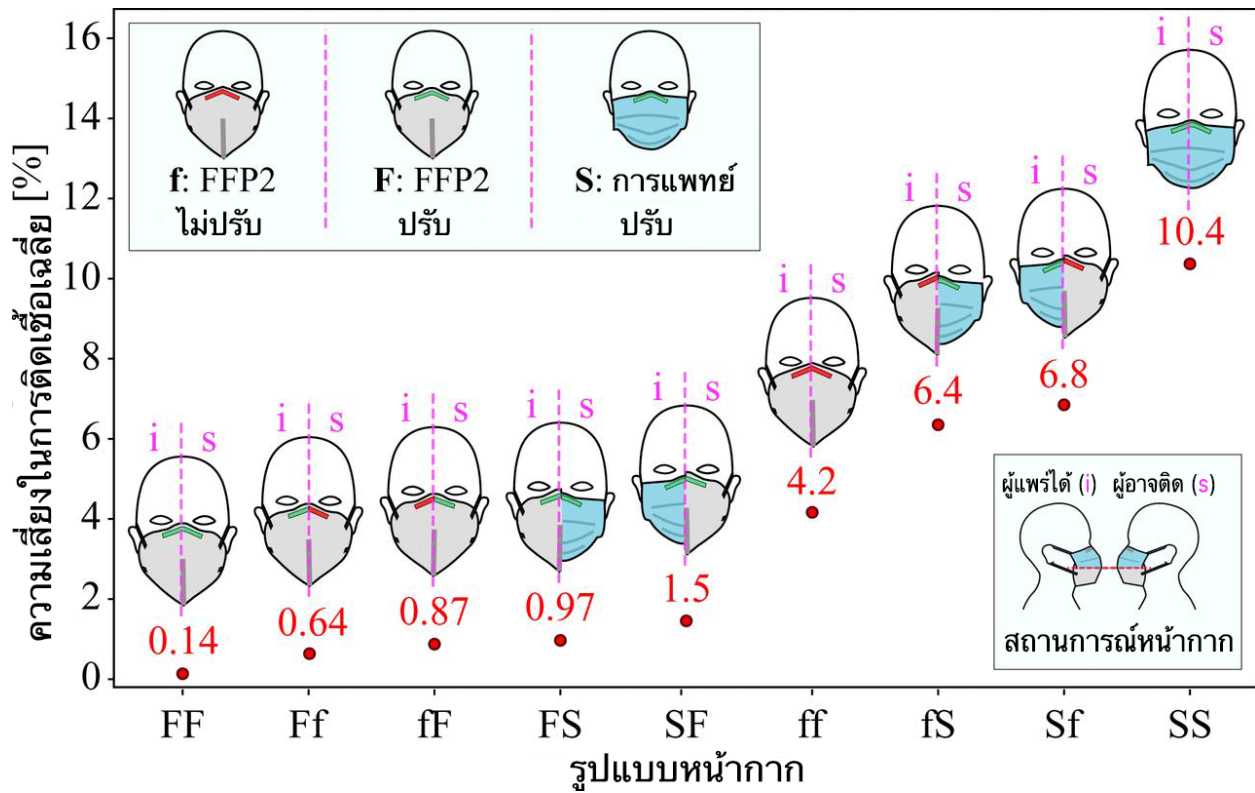 ความเสี่ยงในการติดเชื้อเฉลี่ย [%]
16
14
12
10
8
6
4
2
0
f: FFP2
ไม่ปรับ
F: FFP2
ปรับ
S: การแพทย์
ปรับ
i s
0.14
i s
0.64
i s
0.87
i s
0.97
i s
1.5
i s
4.2
i s
6.4
i s
6.8
i s
10.4
ผู้แพร่ได้ (i) ผู้อาจติด (s)
สถานการณ์หน้ากาก
FF Ff fF FS SF ff fS Sf SS
รูปแบบหน้ากาก